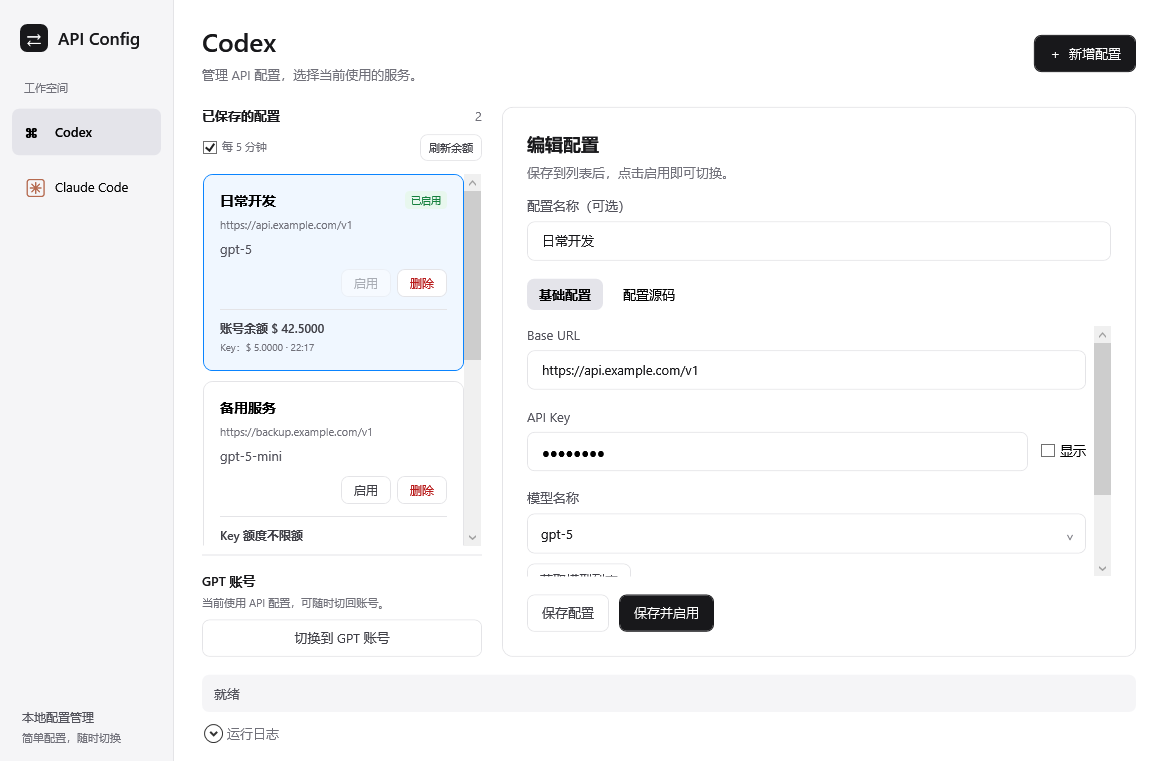 API Config
工作空间
Codex
Claude Code
本地配置管理
简单配置，随时切换
Codex
管理 API 配置，选择当前使用的服务。
+ 新增配置
已保存的配置 2
每 5 分钟
刷新余额
日常开发 已启用
https://api.example.com/v1
gpt-5
启用 删除
账号余额 $ 42.5000
Key: $ 5.0000 · 22:17
备用服务
https://backup.example.com/v1
gpt-5-mini
启用 删除
Key 额度不限额
GPT 账号
当前使用 API 配置，可随时切回账号。
切换到 GPT 账号
编辑配置
保存到列表后，点击启用即可切换。
配置名称（可选）
日常开发
基础配置 配置源码
Base URL
https://api.example.com/v1
API Key
●●●●●●●●
显示
模型名称
gpt-5
保存配置 保存并启用
就绪
运行日志